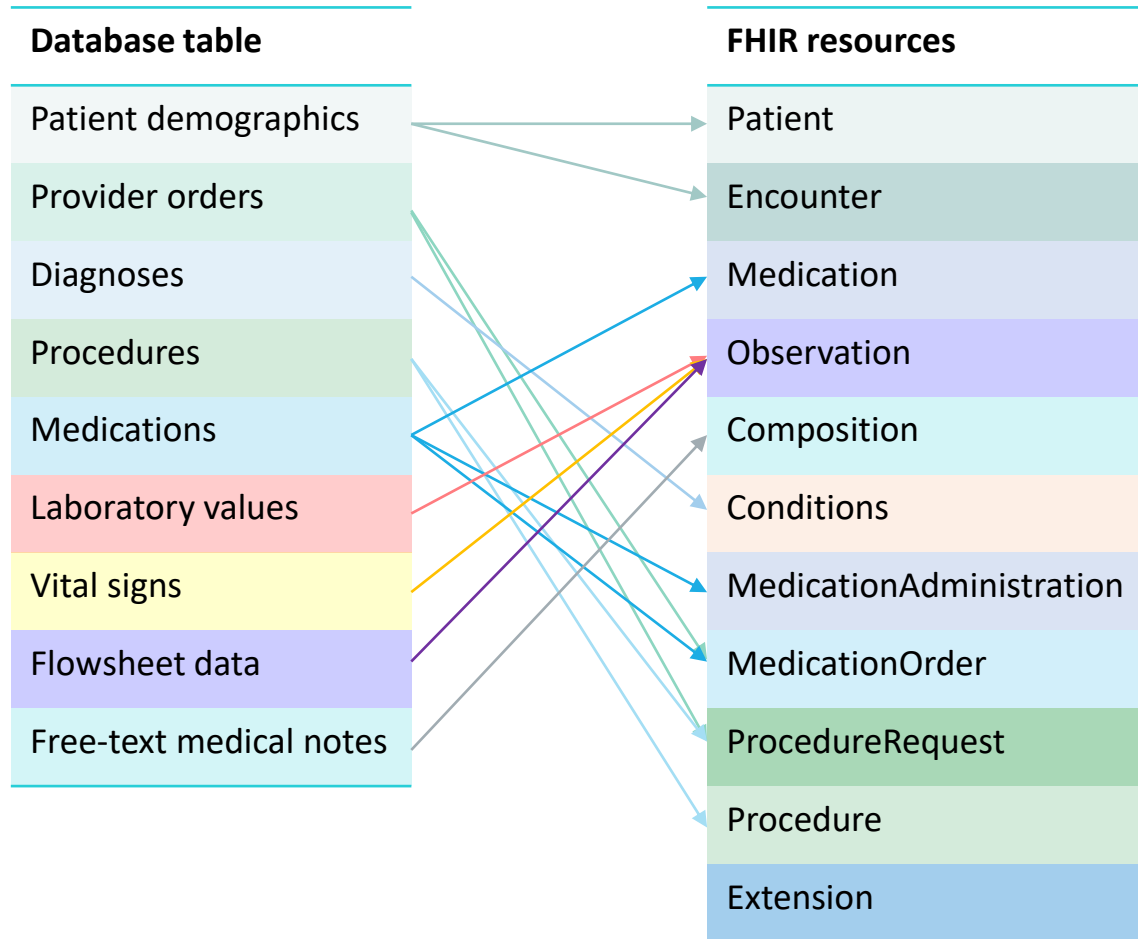 Database table
Patient demographics
Provider orders
Diagnoses
Procedures
Medications
Laboratory values
Vital signs
Flowsheet data
Free-text medical notes
FHIR resources
Patient
Encounter
Medication
Observation
Composition
Conditions
MedicationAdministration
MedicationOrder
ProcedureRequest
Procedure
Extension